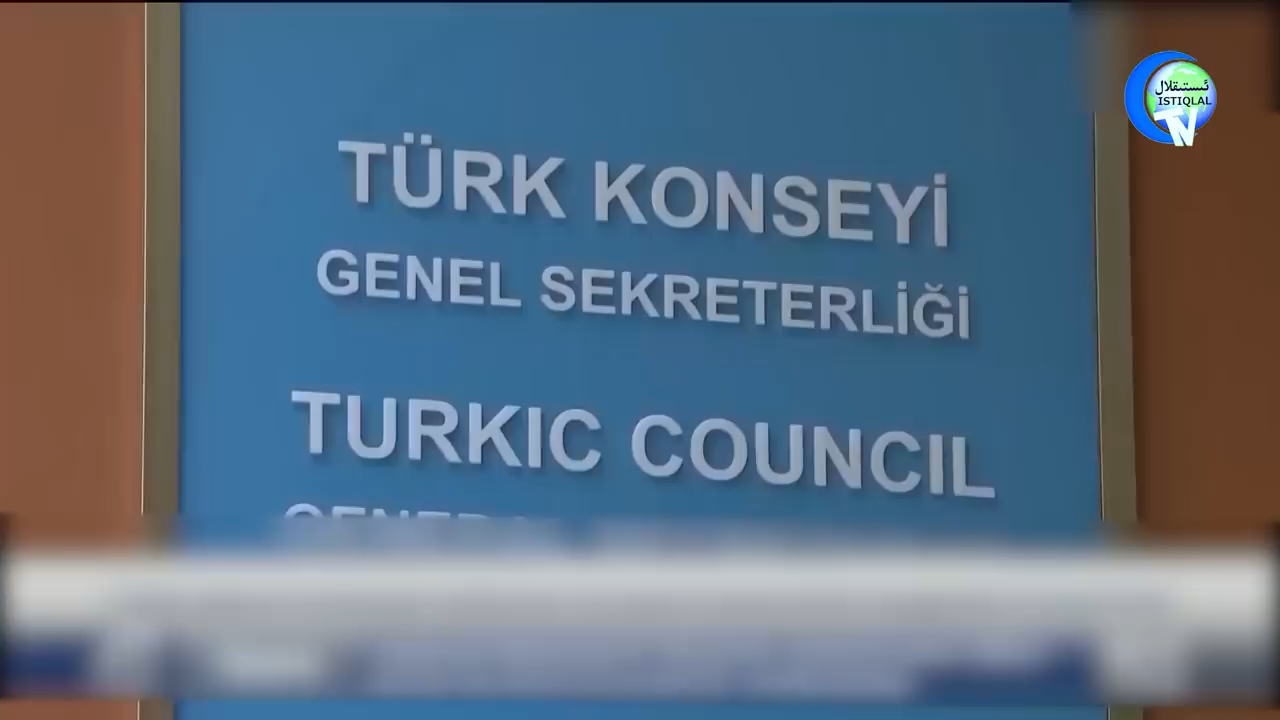 ئىستىقلال
ISTIQLAL
TV
TÜRK KONSEYİ
GENEL SEKRETERLİĞİ
TURKIC COUNCIL